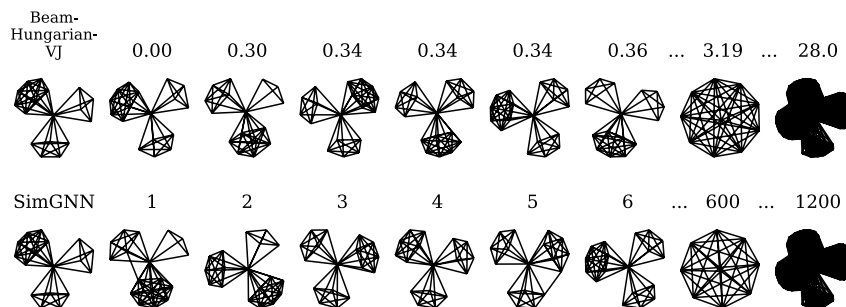 Beam-
Hungarian-
VJ 0.00 0.30 0.34 0.34 0.34 0.36 ... 3.19 ... 28.0
SimGNN 1 2 3 4 5 6 ... 600 ... 1200